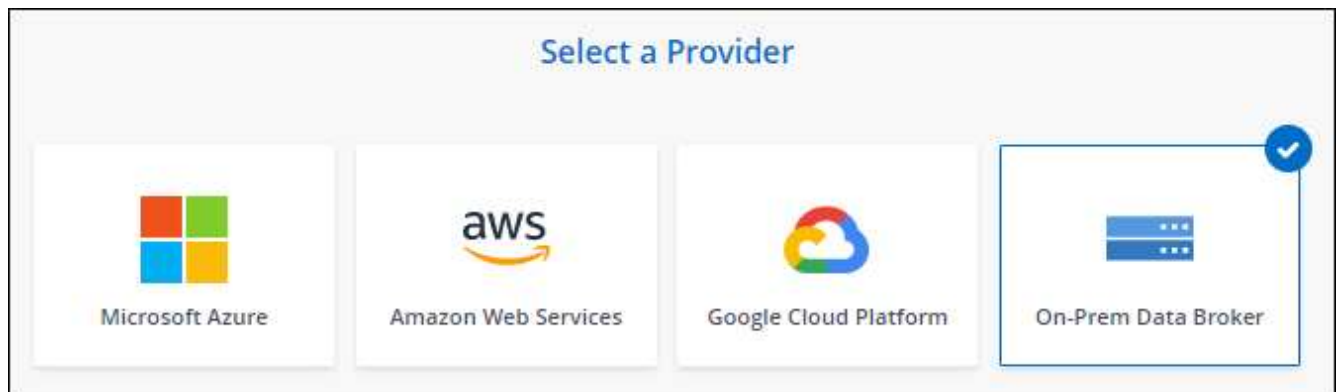 Select a Provider
aws
Microsoft Azure
Amazon Web Services
Google Cloud Platform
On-Prem Data Broker